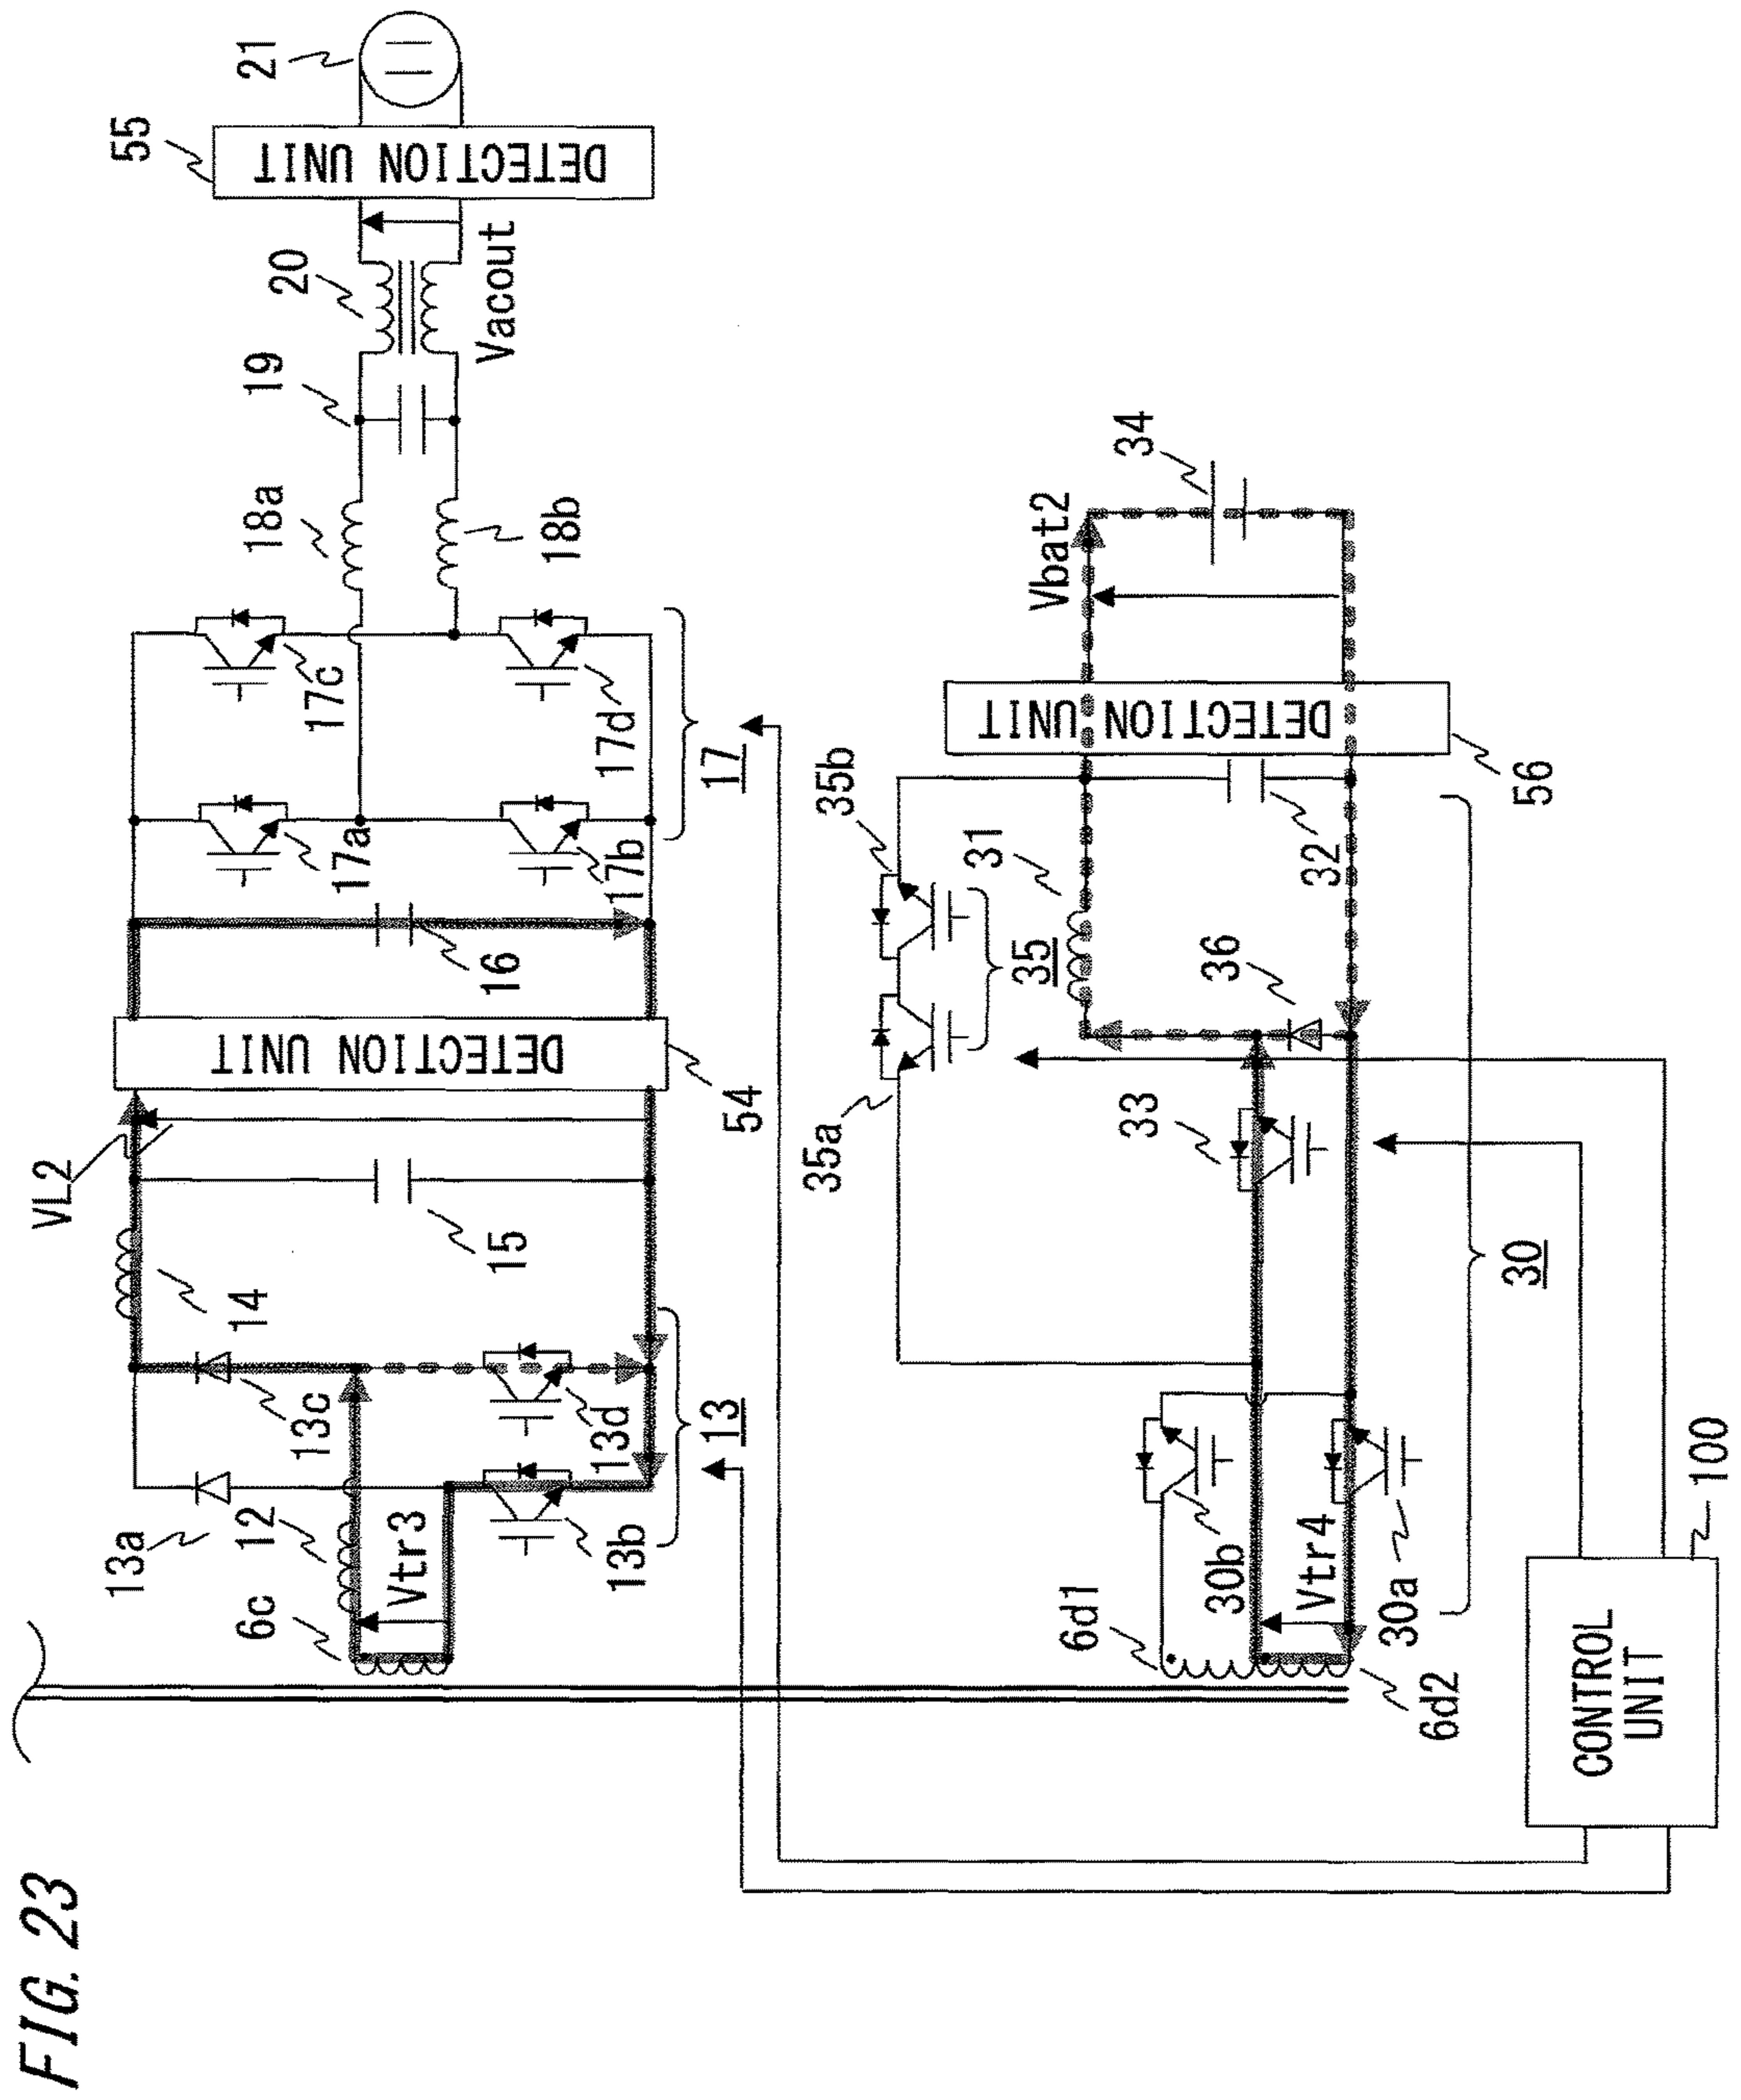 FIG. 23
21
55
DETECTION UNIT
20
Vacout
19
18a
18b
17c
17d
17a
17b
17
16
DETECTION UNIT
54
VL2
15
14
13c
13d
13
13a
12
13b
6c
Vtr3
34
Vbat2
DETECTION UNIT
56
35b
31
32
35
36
35a
33
30
30b
Vtr4
30a
6d1
6d2
100
CONTROL
UNIT